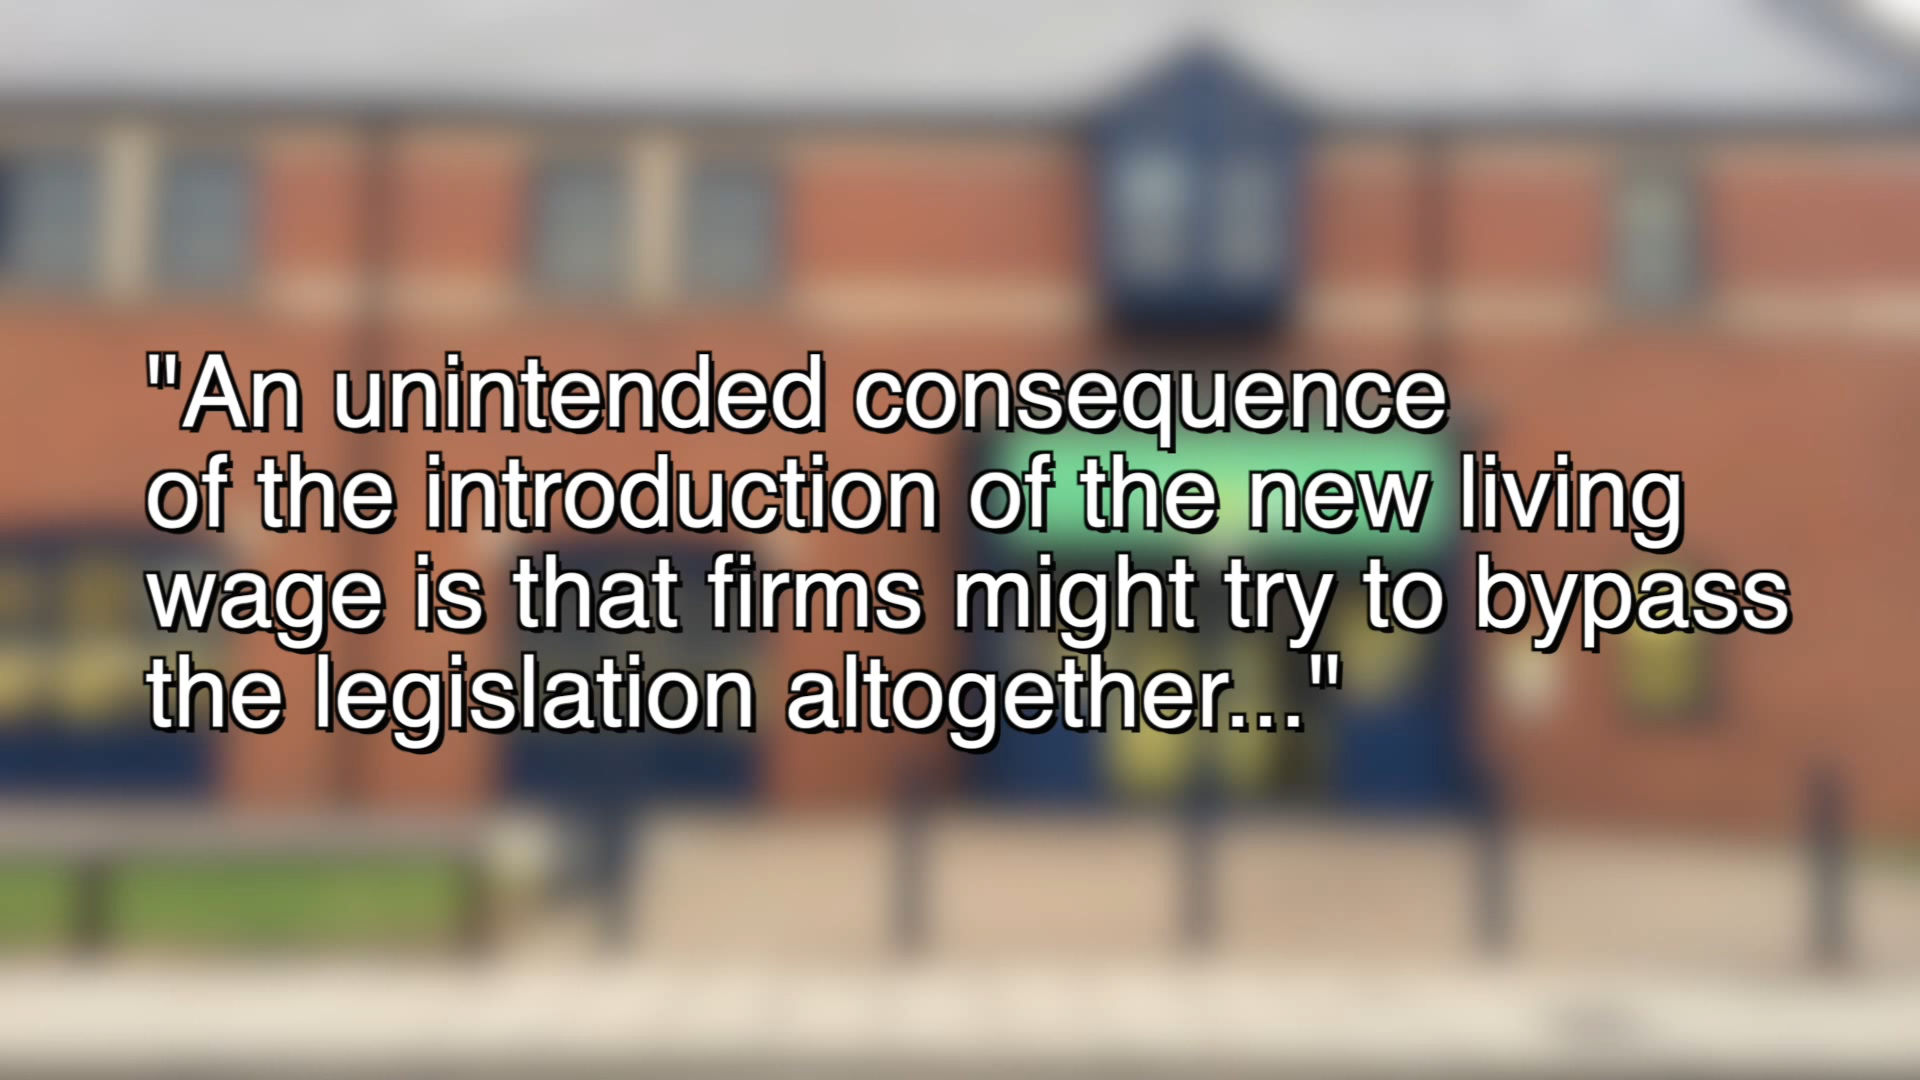 "An unintended consequence
of the introduction of the new living
wage is that firms might try to bypass
the legislation altogether..."